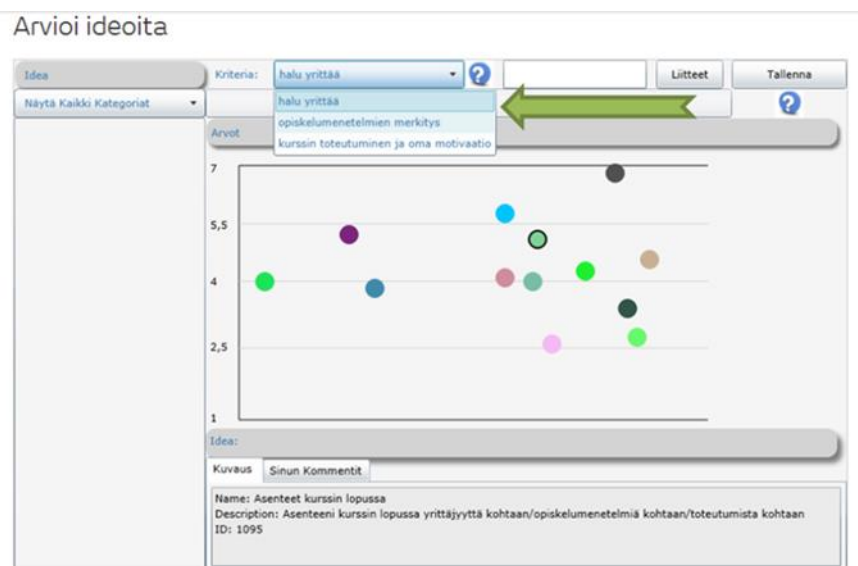 Arvioi ideoita
Idea
Kriteria:
halu yrittää
?
Liitteet
Tallenna
Näytä Kaikki Kategoriat
halu yrittää
?
opiskelumenetelmien merkitys
kurssin toteutuminen ja oma motivaatio
Arvot
7
5,5
4
2,5
1
Idea:
Kuvaus
Sinun Kommentit
Name: Asenteet kurssin lopussa
Description: Asenteeni kurssin lopussa yrittäjyyttä kohtaan/opiskelumenetelmiä kohtaan/toteutumista kohtaan
ID: 1095